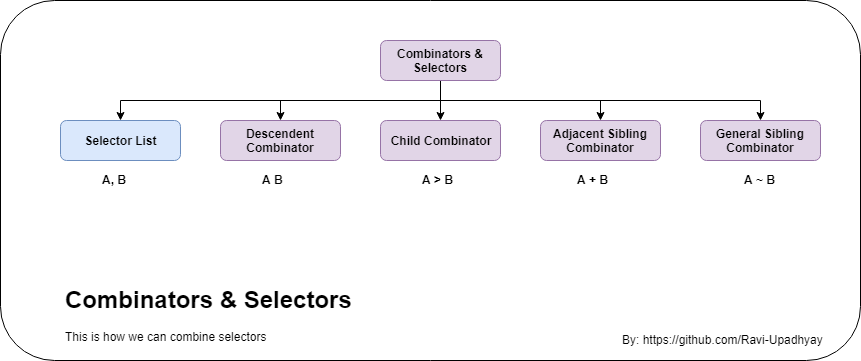 Combinators &
Selectors
Selector List
Descendent
Combinator
Child Combinator
Adjacent Sibling
Combinator
General Sibling
Combinator
A, B
A B
A > B
A + B
A ~ B
Combinators & Selectors
This is how we can combine selectors
By: https://github.com/Ravi-Upadhyay